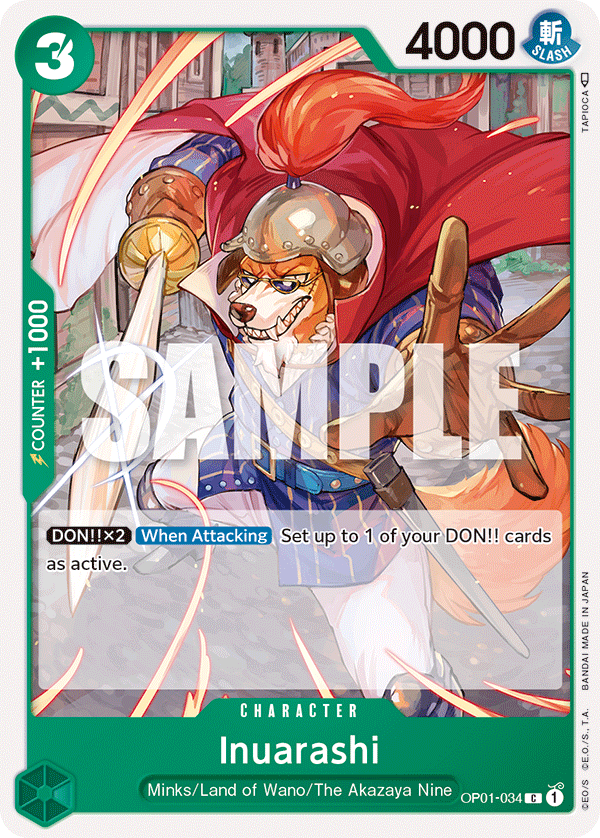 3
4000
斬
SLASH
TAPIOCA
COUNTER +1000
SAMPLE
DON!!×2 When Attacking Set up to 1 of your DON!! cards
as active.
CHARACTER
Inuarashi
Minks/Land of Wano/The Akazaya Nine
OP01-034 C 1
©EO/S ©E.O./S., T.A. BANDAI MADE IN JAPAN